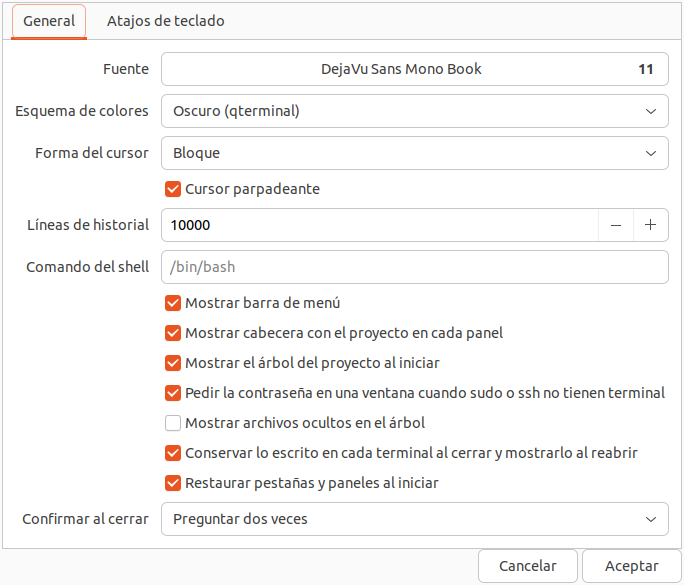 General Atajos de teclado
Fuente DejaVu Sans Mono Book 11
Esquema de colores Oscuro (qterminal)
Forma del cursor Bloque
Cursor parpadeante
Líneas de historial 10000
Comando del shell /bin/bash
Mostrar barra de menú
Mostrar cabecera con el proyecto en cada panel
Mostrar el árbol del proyecto al iniciar
Pedir la contraseña en una ventana cuando sudo o ssh no tienen terminal
Mostrar archivos ocultos en el árbol
Conservar lo escrito en cada terminal al cerrar y mostrarlo al reabrir
Restaurar pestañas y paneles al iniciar
Confirmar al cerrar Preguntar dos veces
Cancelar Aceptar